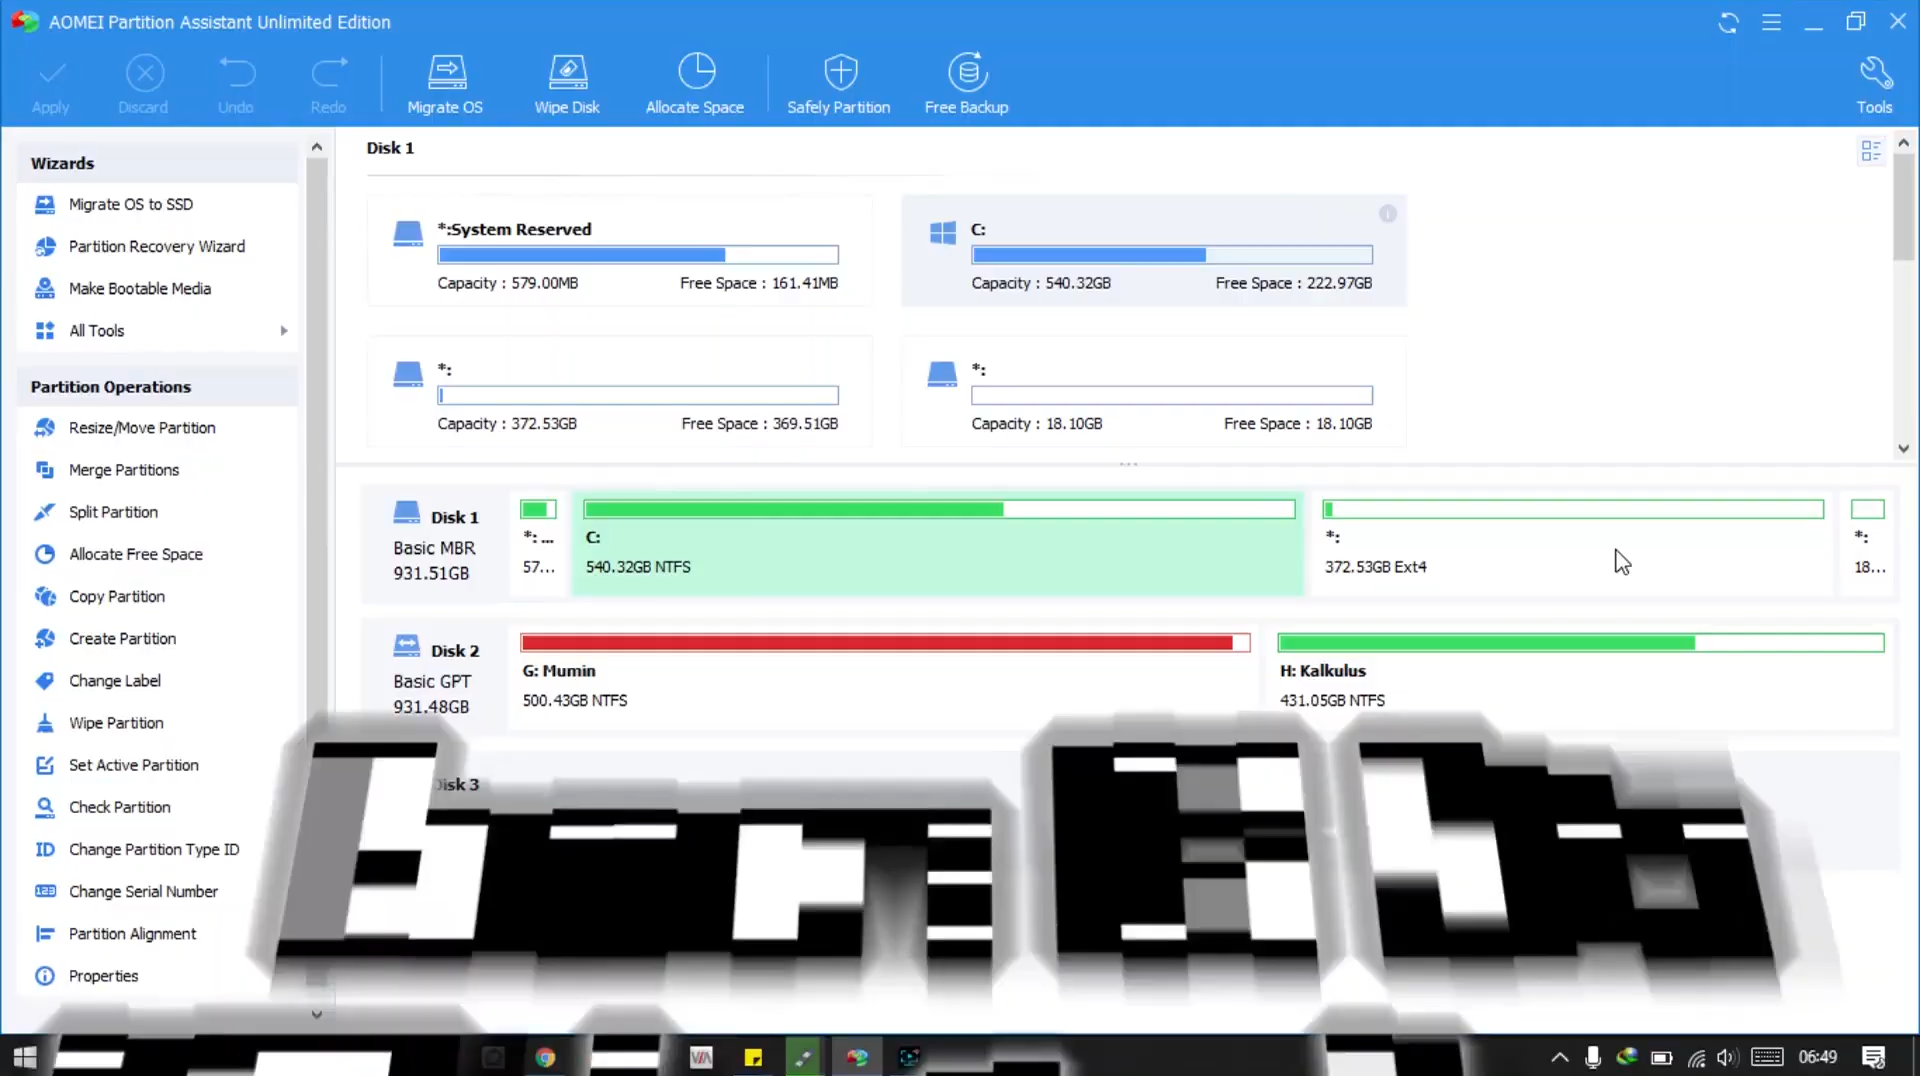 AOMEI Partition Assistant Unlimited Edition
Apply
Discard
Undo
Redo
Migrate OS
Wipe Disk
Allocate Space
Safely Partition
Free Backup
Tools
Wizards
Migrate OS to SSD
Partition Recovery Wizard
Make Bootable Media
All Tools
Partition Operations
Resize/Move Partition
Merge Partitions
Split Partition
Allocate Free Space
Copy Partition
Create Partition
Change Label
Wipe Partition
Set Active Partition
Check Partition
ID Change Partition Type ID
123 Change Serial Number
Partition Alignment
Properties
Disk 1
*:System Reserved
Capacity : 579.00MB Free Space : 161.41MB
C:
Capacity : 540.32GB Free Space : 222.97GB
*:
Capacity : 372.53GB Free Space : 369.51GB
*:
Capacity : 18.10GB Free Space : 18.10GB
Disk 1
Basic MBR
931.51GB
*: ...
57...
C:
540.32GB NTFS
*:
372.53GB Ext4
*:
18...
Disk 2
Basic GPT
931.48GB
G: Mumin
500.43GB NTFS
H: Kalkulus
431.05GB NTFS
Disk 3
VIA
06:49